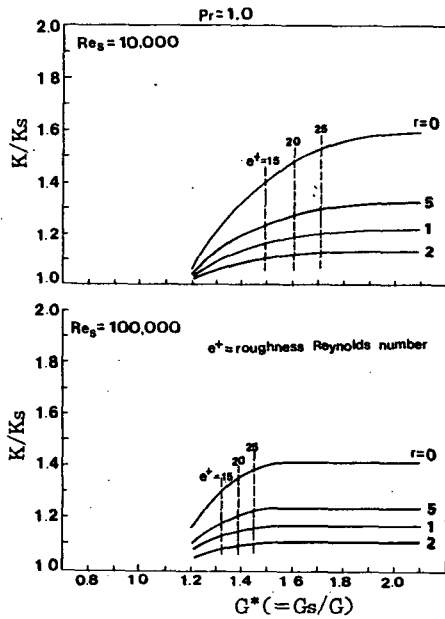 Pr=1.0
2.0
Res=10,000
1.8
1.6
1.4
1.2
1.0
K/Ks
e+=15
20
25
r=0
5
1
2
2.0
Res=100,000
e+=roughness Reynolds number
1.8
1.6
1.4
1.2
1.0
K/Ks
e+=15
20
25
r=0
5
1
2
0.8 1.0 1.2 1.4 1.6 1.8 2.0
G*(=Gs/G)